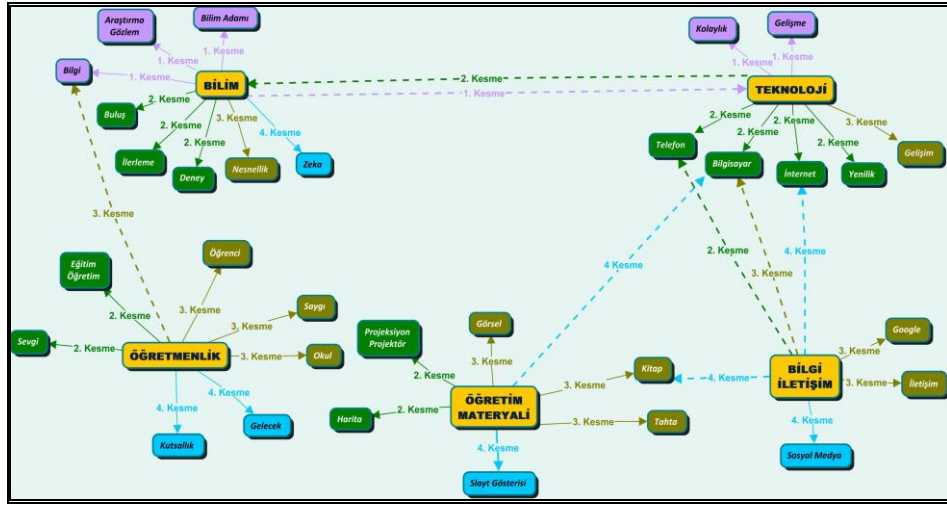 Araştırma
Gözlem
Bilim Adamı
Kolaylık
Gelişme
1. Kesme
1. Kesme
1. Kesme
1. Kesme
1. Kesme
Bilgi
BİLİM
2. Kesme
1. Kesme
TEKNOLOJİ
Buluş
2. Kesme
2. Kesme
2. Kesme
3. Kesme
4. Kesme
İlerleme
Deney
Nesnellik
Zeka
2. Kesme
2. Kesme
2. Kesme
2. Kesme
3. Kesme
Telefon
Bilgisayar
İnternet
Yenilik
Gelişim
3. Kesme
4 Kesme
2. Kesme
3. Kesme
4. Kesme
Eğitim
Öğretim
Öğrenci
Saygı
Sevgi
Okul
2. Kesme
2. Kesme
3. Kesme
3. Kesme
3. Kesme
ÖĞRETMENLİK
4. Kesme
4. Kesme
Kutsallık
Gelecek
Projeksiyon
Projektör
Görsel
Kitap
Harita
Tahta
2. Kesme
3. Kesme
3. Kesme
2. Kesme
3. Kesme
ÖĞRETİM
MATERYALİ
4. Kesme
Slayt Gösterisi
4. Kesme
BİLGİ
İLETİŞİM
3. Kesme
Google
3. Kesme
İletişim
4. Kesme
Sosyal Medya